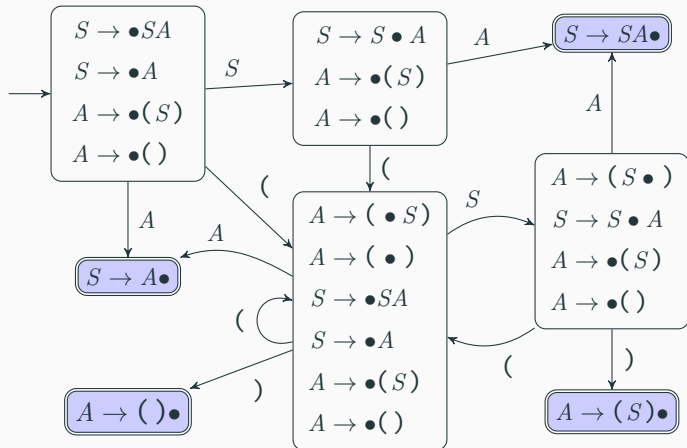 S → •SA
S → •A
A → •(S)
A → •()
S
S → S • A
A → •(S)
A → •()
A
S → SA•
A
(
(
A
S → A•
A
A → (• S)
A → (•)
S → •SA
S → •A
A → •(S)
A → •()
(
S
A → (S •)
S → S • A
A → •(S)
A → •()
(
)
)
A → ()•
A → (S)•